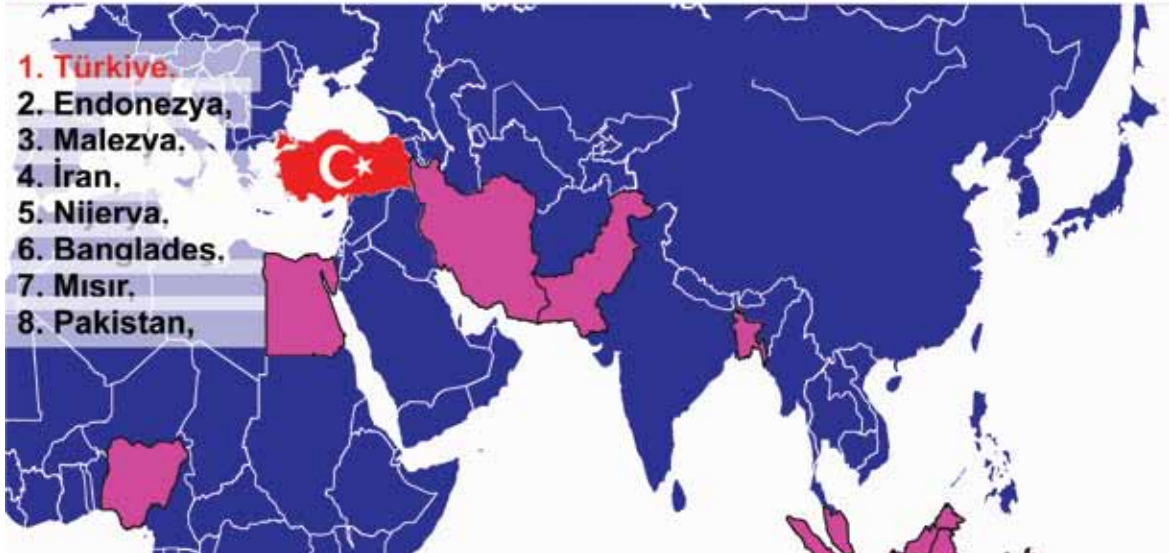 1. Türkiye,
2. Endonezya,
3. Malezya,
4. İran,
5. Nijerya,
6. Bangladeş,
7. Mısır,
8. Pakistan,